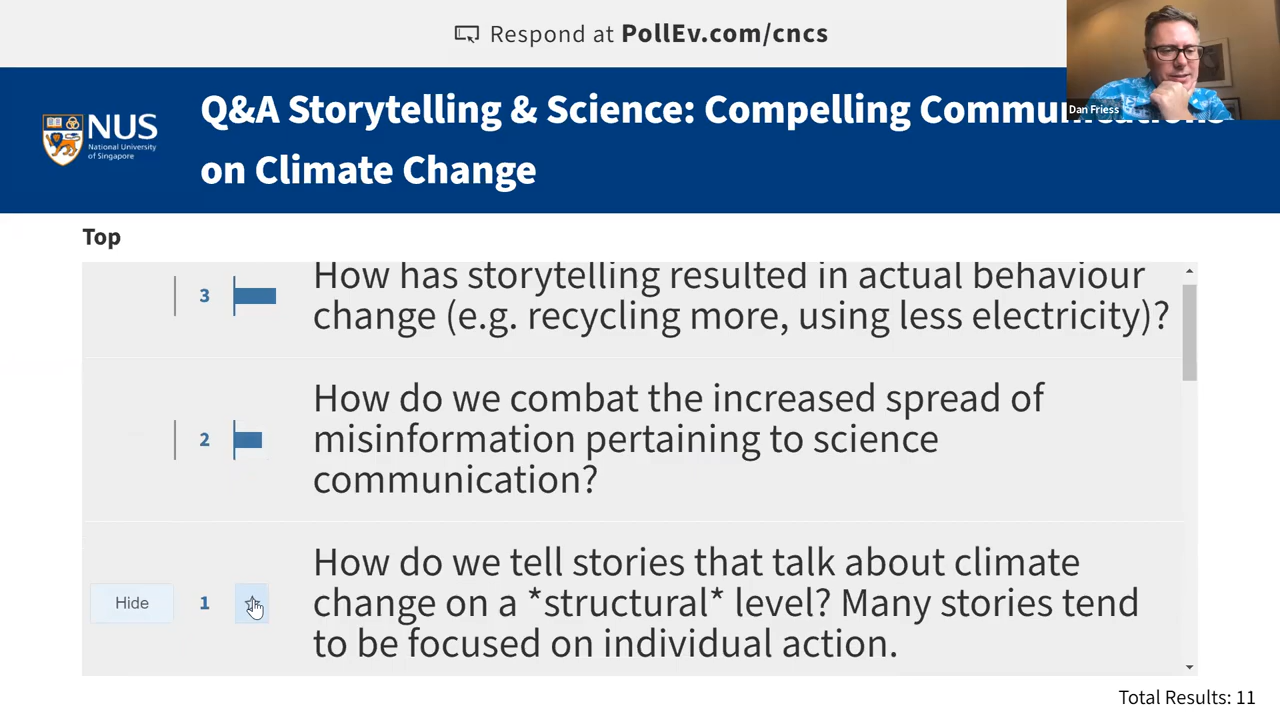 Respond at PollEv.com/cncs
Dan Friess
NUS
National University
of Singapore
Q&A Storytelling & Science: Compelling Communications
on Climate Change
Top
3
How has storytelling resulted in actual behaviour
change (e.g. recycling more, using less electricity)?
2
How do we combat the increased spread of
misinformation pertaining to science
communication?
Hide
1
How do we tell stories that talk about climate
change on a *structural* level? Many stories tend
to be focused on individual action.
Total Results: 11